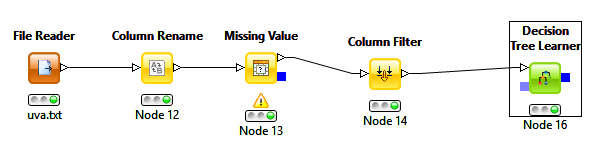 File Reader
Column Rename
Missing Value
Column Filter
Decision
Tree Learner
uva.txt
Node 12
Node 13
Node 14
Node 16